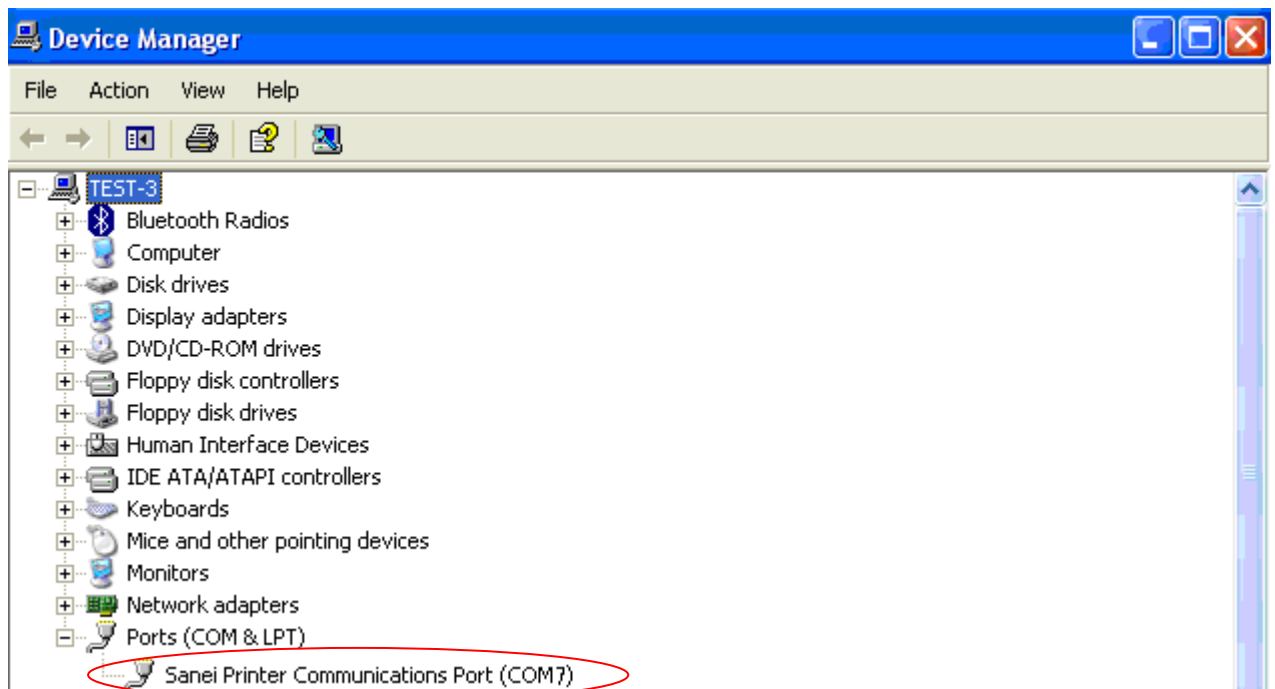 Device Manager
File Action View Help
TEST-3
Bluetooth Radios
Computer
Disk drives
Display adapters
DVD/CD-ROM drives
Floppy disk controllers
Floppy disk drives
Human Interface Devices
IDE ATA/ATAPI controllers
Keyboards
Mice and other pointing devices
Monitors
Network adapters
Ports (COM & LPT)
Sanei Printer Communications Port (COM7)